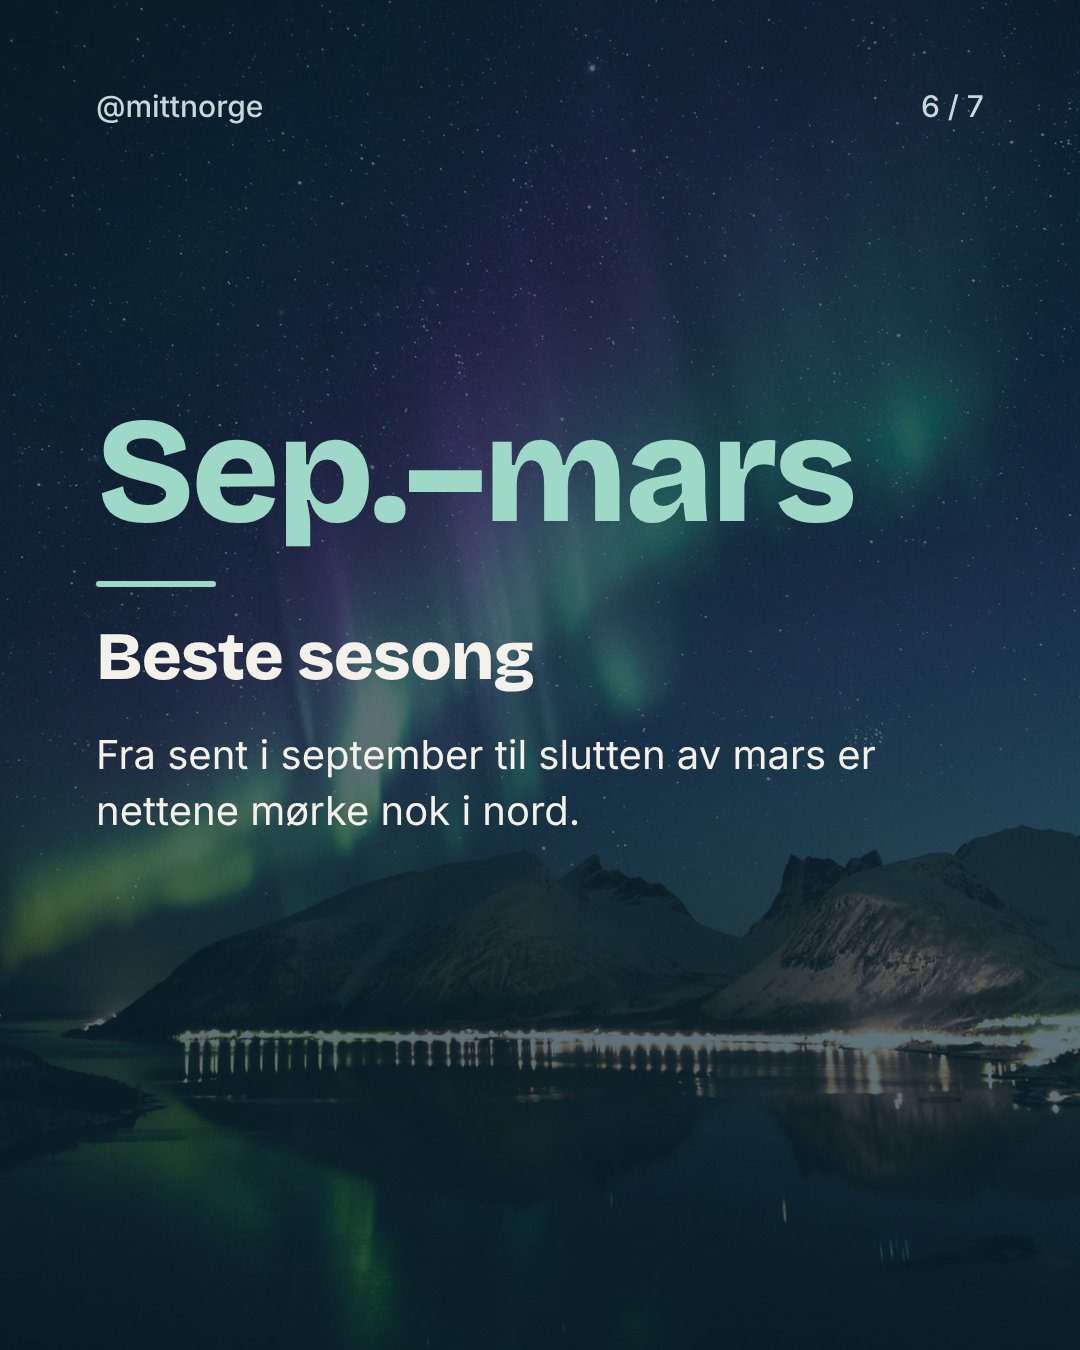 @mittnorge
6 / 7
Sep.–mars
Beste sesong
Fra sent i september til slutten av mars er
nettene mørke nok i nord.